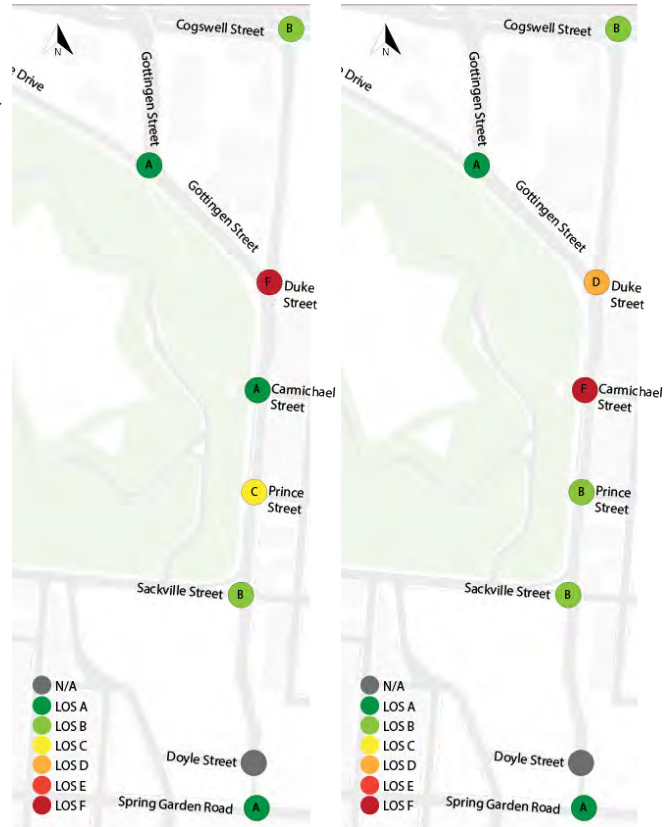 Cogswell Street
B
N
Gottingen Street
e Drive
A
Gottingen Street
F
Duke
Street
A
Carmichael
Street
C
Prince
Street
Sackville Street
B
N/A
LOS A
LOS B
LOS C
LOS D
LOS E
LOS F
Doyle Street
Spring Garden Road
A
Cogswell Street
B
N
Gottingen Street
e Drive
A
Gottingen Street
D
Duke
Street
F
Carmichael
Street
B
Prince
Street
Sackville Street
B
N/A
LOS A
LOS B
LOS C
LOS D
LOS E
LOS F
Doyle Street
Spring Garden Road
A